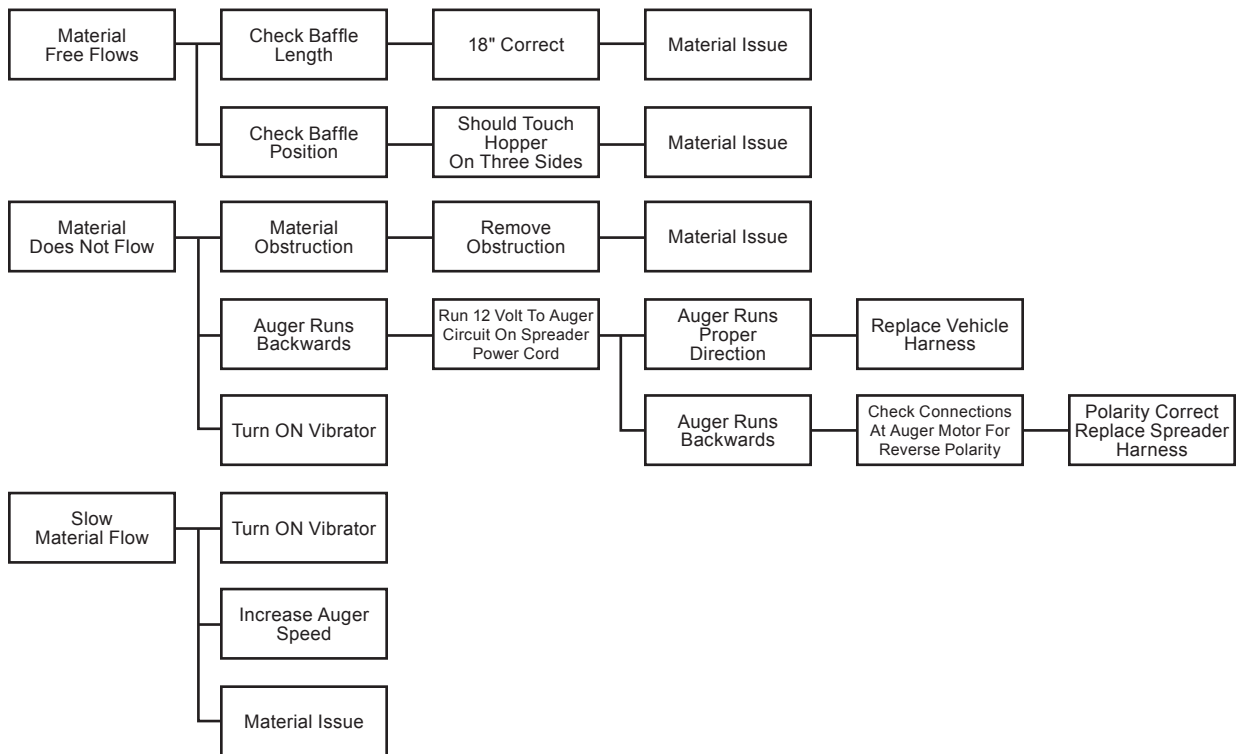 Material
Free Flows
Check Baffle
Length
18" Correct
Material Issue
Check Baffle
Position
Should Touch
Hopper
On Three Sides
Material Issue
Material
Does Not Flow
Material
Obstruction
Remove
Obstruction
Material Issue
Auger Runs
Backwards
Run 12 Volt To Auger
Circuit On Spreader
Power Cord
Auger Runs
Proper
Direction
Replace Vehicle
Harness
Turn ON Vibrator
Auger Runs
Backwards
Check Connections
At Auger Motor For
Reverse Polarity
Polarity Correct
Replace Spreader
Harness
Slow
Material Flow
Turn ON Vibrator
Increase Auger
Speed
Material Issue